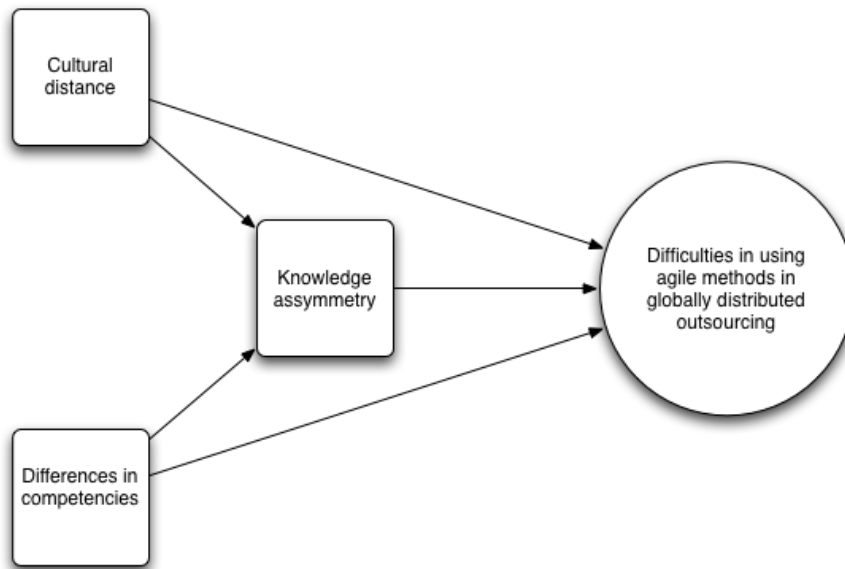 Cultural
distance
Knowledge
assymmetry
Difficulties in using
agile methods in
globally distributed
outsourcing
Differences in
competencies